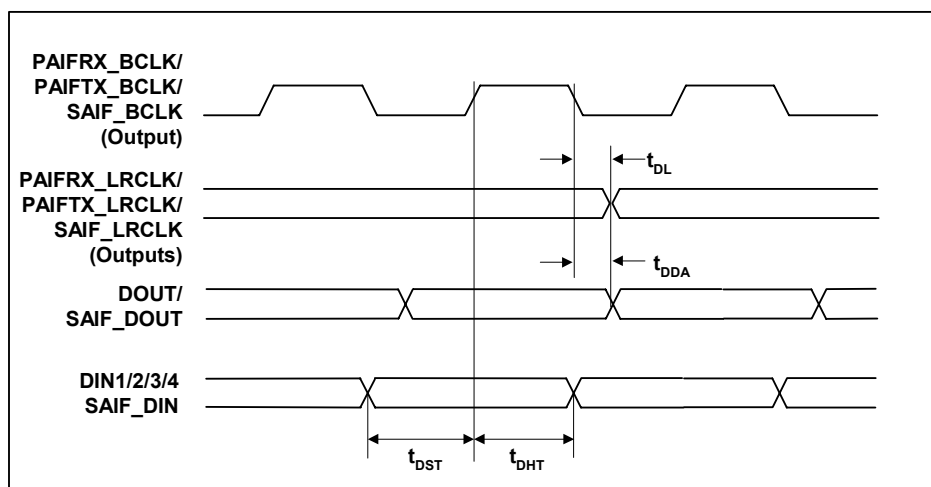 PAIFRX_BCLK/
PAIFTX_BCLK/
SAIF_BCLK
(Output)
t_DL
PAIFRX_LRCLK/
PAIFTX_LRCLK/
SAIF_LRCLK
(Outputs)
t_DDA
DOUT/
SAIF_DOUT
DIN1/2/3/4
SAIF_DIN
t_DST
t_DHT